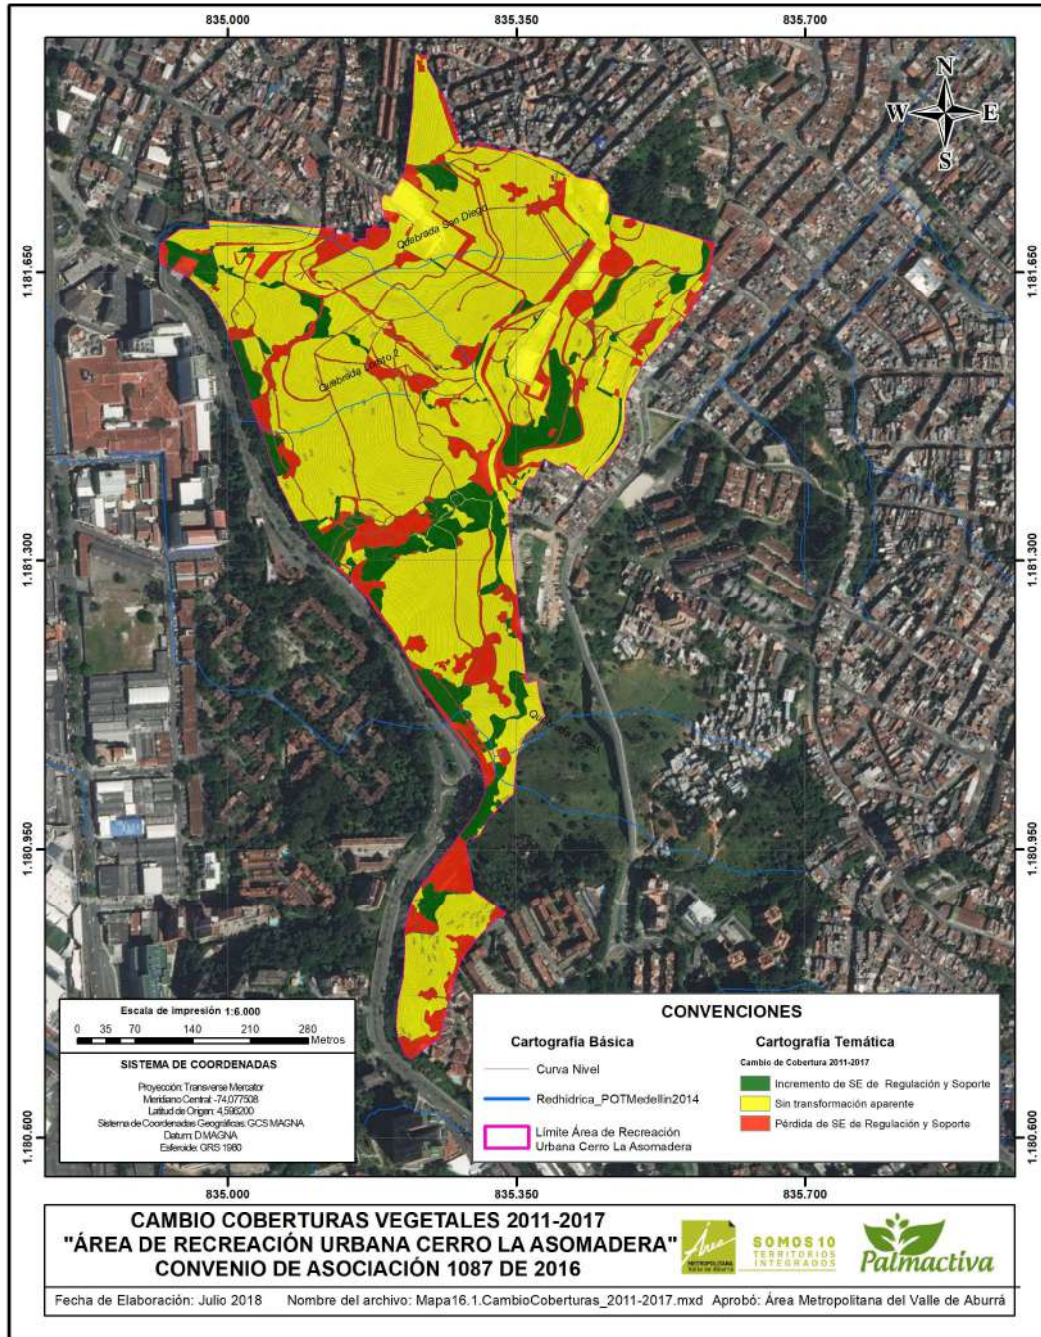 835.000 835.350 835.700
N
W E
S
Quebrada San Diego
1.181.650 1.181.650
Quebrada Loreto 2
1.181.300 1.181.300
1.180.950 1.180.950
Escala de impresión 1:6.000
0 35 70 140 210 280
Metros
SISTEMA DE COORDENADAS
Proyección: Transverse Mercator
Meridiano Central: -74,077508
Latitud de Origen: 4,596200
Sistema de Coordenadas Geográficas: GCS MAGNA
Datum: D MAGNA
Esferoide: GRS 1980
CONVENCIONES
Cartografía Básica
Curva Nivel
Redhidrica_POTMedellin2014
Límite Área de Recreación
Urbana Cerro La Asomadera
Cartografía Temática
Cambio de Cobertura 2011-2017
Incremento de SE de Regulación y Soporte
Sin transformación aparente
Pérdida de SE de Regulación y Soporte
1.180.600 1.180.600
835.000 835.350 835.700
CAMBIO COBERTURAS VEGETALES 2011-2017
"ÁREA DE RECREACIÓN URBANA CERRO LA ASOMADERA"
CONVENIO DE ASOCIACIÓN 1087 DE 2016
Área
METROPOLITANA
Valle de Aburrá
SOMOS10
TERRITORIOS
INTEGRADOS
Palmactiva
Fecha de Elaboración: Julio 2018 Nombre del archivo: Mapa16.1.CambioCoberturas_2011-2017.mxd Aprobó: Área Metropolitana del Valle de Aburrá